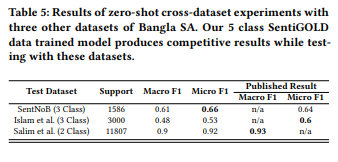 Table 5: Results of zero-shot cross-dataset experiments with
three other datasets of Bangla SA. Our 5 class SentiGOLD
data trained model produces competitive results while test-
ing with these datasets.
Test Dataset Support Macro F1 Micro F1 Published Result
Macro F1 Micro F1
SentNoB (3 Class) 1586 0.61 0.66 n/a 0.64
Islam et al. (3 Class) 3000 0.48 0.53 n/a 0.6
Salim et al. (2 Class) 11807 0.9 0.92 0.93 n/a